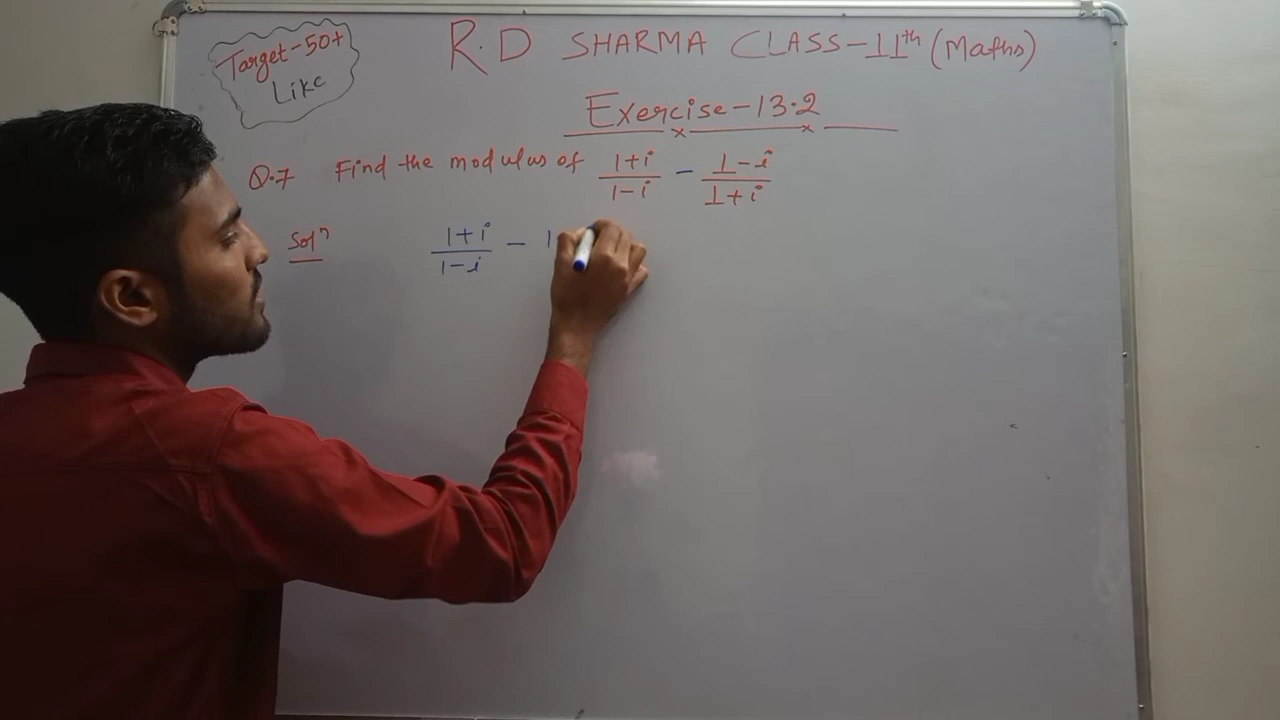 Target-50+
Like
R.D SHARMA CLASS-11th (Maths)
Exercise-13.2
Q.7 Find the modulus of (1+i)/(1-i) - (1-i)/(1+i)
Solⁿ (1+i)/(1-i) - 1